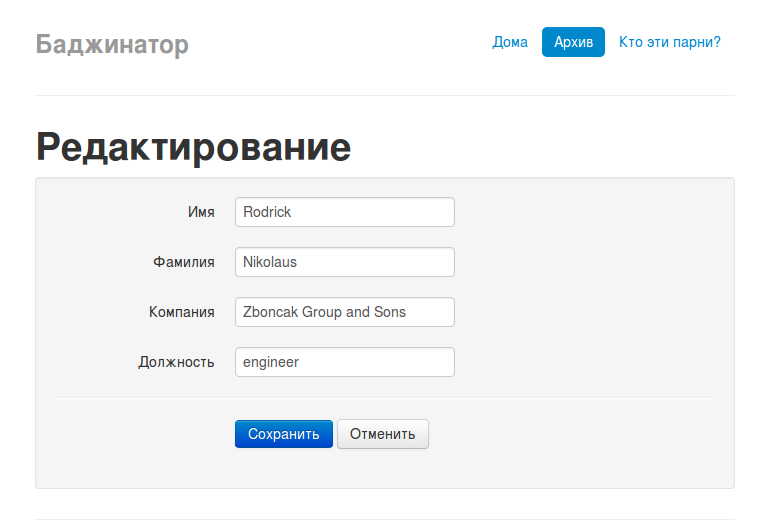 Баджинатор
Дома Архив Кто эти парни?
Редактирование
Имя Rodrick
Фамилия Nikolaus
Компания Zboncak Group and Sons
Должность engineer
Сохранить Отменить